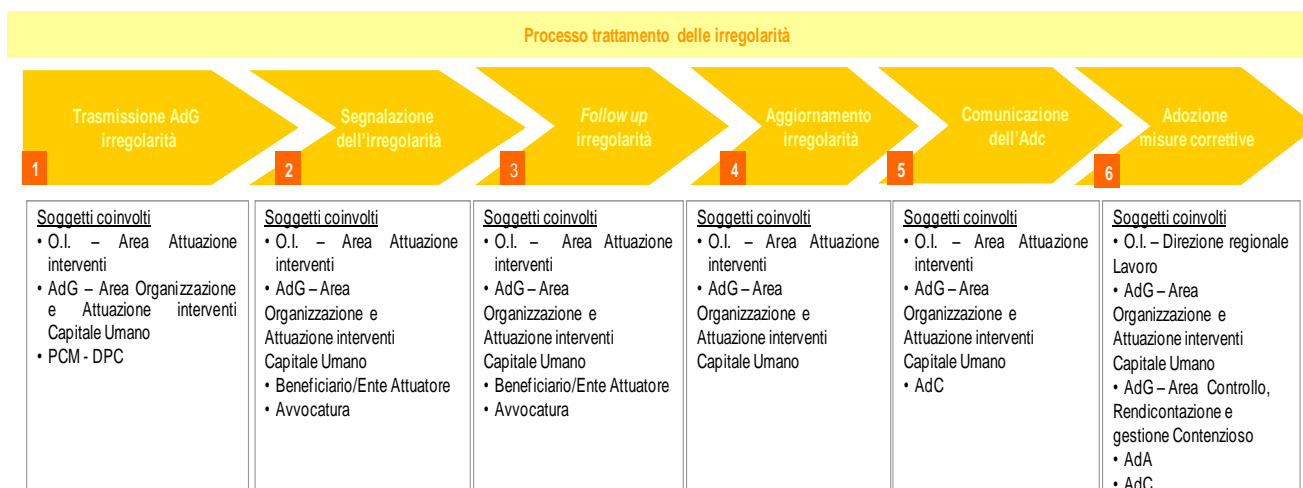 Processo trattamento delle irregolarità
Trasmissione AdG
irregolarità
1
Segnalazione
dell'irregolarità
2
Follow up
irregolarità
3
Aggiornamento
irregolarità
4
Comunicazione
dell'Adc
5
Adozione
misure correttive
6
Soggetti coinvolti
• O.I. – Area Attuazione
interventi
• AdG – Area Organizzazione
e Attuazione interventi
Capitale Umano
• PCM - DPC
Soggetti coinvolti
• O.I. – Area Attuazione
interventi
• AdG – Area
Organizzazione e
Attuazione interventi
Capitale Umano
• Beneficiario/Ente Attuatore
• Avvocatura
Soggetti coinvolti
• O.I. – Area Attuazione
interventi
• AdG – Area
Organizzazione e
Attuazione interventi
Capitale Umano
• Beneficiario/Ente Attuatore
• Avvocatura
Soggetti coinvolti
• O.I. – Area Attuazione
interventi
• AdG – Area
Organizzazione e
Attuazione interventi
Capitale Umano
Soggetti coinvolti
• O.I. – Area Attuazione
interventi
• AdG – Area
Organizzazione e
Attuazione interventi
Capitale Umano
• AdC
Soggetti coinvolti
• O.I. – Direzione regionale
Lavoro
• AdG – Area
Organizzazione e
Attuazione interventi
Capitale Umano
• AdG – Area Controllo,
Rendicontazione e
gestione Contenzioso
• AdA
• AdC